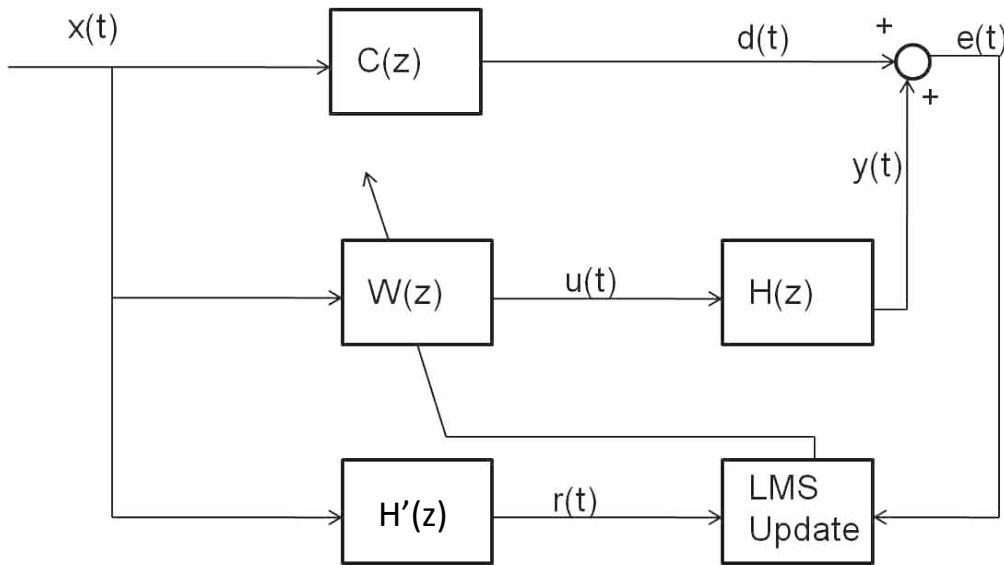 x(t)
C(z)
d(t)
+
e(t)
+
y(t)
W(z)
u(t)
H(z)
H’(z)
r(t)
LMS
Update